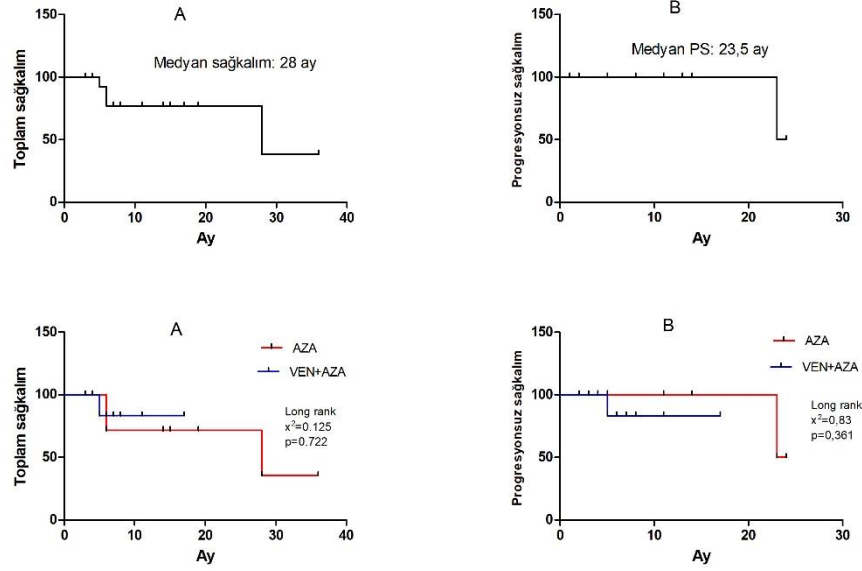 A
150
100
50
0
Toplam sağkalım
Medyan sağkalım: 28 ay
0 10 20 30 40
Ay
B
150
100
50
0
Progresyonsuz sağkalım
Medyan PS: 23,5 ay
0 10 20 30
Ay
A
150
100
50
0
Toplam sağkalım
AZA
VEN+AZA
Long rank
x²=0.125
p=0.722
0 10 20 30 40
Ay
B
150
100
50
0
Progresyonsuz sağkalım
AZA
VEN+AZA
Long rank
x²=0,83
p=0,361
0 10 20 30
Ay